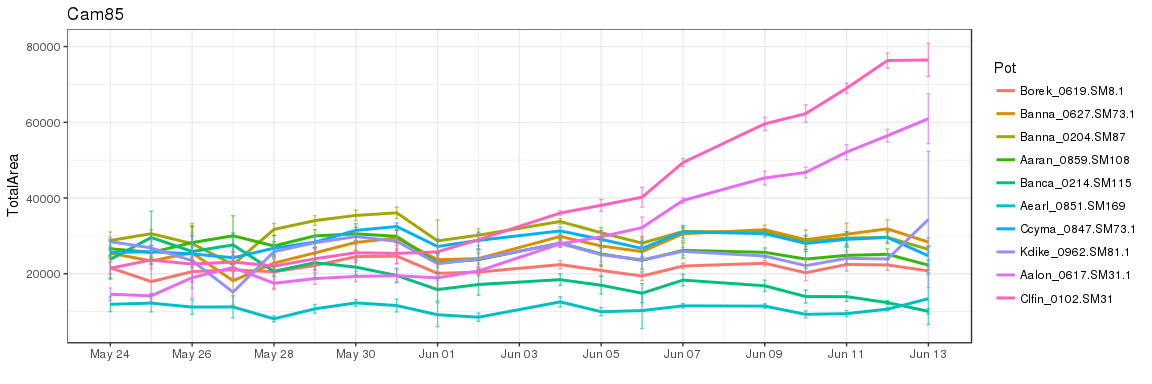 Cam85
TotalArea
80000
60000
40000
20000
May 24 May 26 May 28 May 30 Jun 01 Jun 03 Jun 05 Jun 07 Jun 09 Jun 11 Jun 13
Pot
Borek_0619.SM8.1
Banna_0627.SM73.1
Banna_0204.SM87
Aaran_0859.SM108
Banca_0214.SM115
Aearl_0851.SM169
Ccyma_0847.SM73.1
Kdike_0962.SM81.1
Aalon_0617.SM31.1
Clfin_0102.SM31